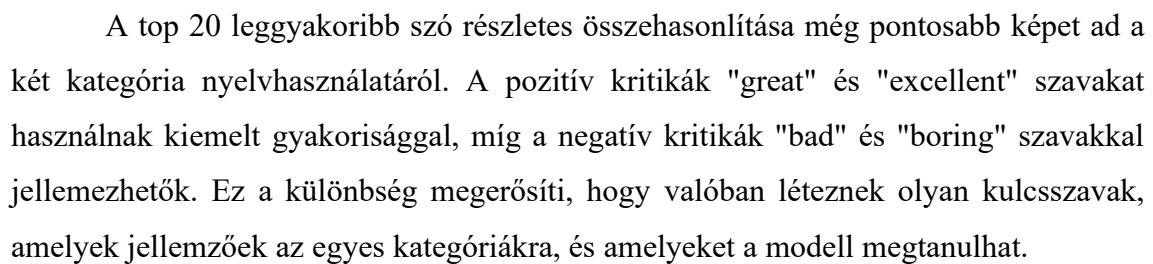 A top 20 leggyakoribb szó részletes összehasonlítása még pontosabb képet ad a
két kategória nyelvhasználatáról. A pozitív kritikák "great" és "excellent" szavakat
használnak kiemelt gyakorisággal, míg a negatív kritikák "bad" és "boring" szavakkal
jellemezhetők. Ez a különbség megerősíti, hogy valóban léteznek olyan kulcsszavak,
amelyek jellemzőek az egyes kategóriákra, és amelyeket a modell megtanulhat.